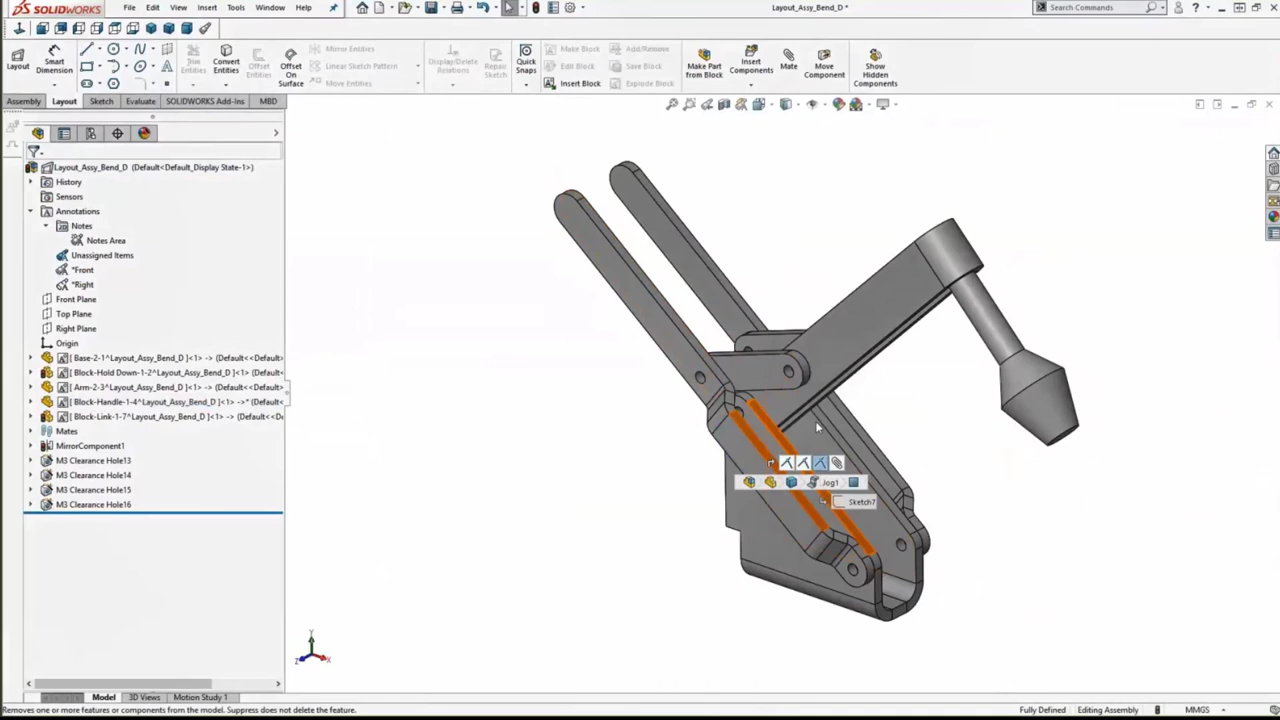 SOLIDWORKS File Edit View Insert Tools Window Help Layout_Assy_Bend_D * Search Commands
Layout Smart Dimension Trim Entities Convert Entities Offset Entities Offset On Surface Mirror Entities Linear Sketch Pattern Move Entities Display/Delete Relations Repair Sketch Quick Snaps Make Block Edit Block Insert Block Add/Remove Save Block Explode Block Make Part from Block Insert Components Mate Move Component Show Hidden Components
Assembly Layout Sketch Evaluate SOLIDWORKS Add-Ins MBD
Layout_Assy_Bend_D (Default<Default_Display State-1>)
History
Sensors
Annotations
Notes
Notes Area
Unassigned Items
*Front
*Right
Front Plane
Top Plane
Right Plane
Origin
[ Base-2-1^Layout_Assy_Bend_D ]<1> -> (Default<<Default>
[ Block-Hold Down-1-2^Layout_Assy_Bend_D ]<1> (Default<
[ Arm-2-3^Layout_Assy_Bend_D ]<1> -> (Default<<Default>
[ Block-Handle-1-4^Layout_Assy_Bend_D ]<1> ->* (Default<
[ Block-Link-1-7^Layout_Assy_Bend_D ]<1> -> (Default<<De
Mates
MirrorComponent1
M3 Clearance Hole13
M3 Clearance Hole14
M3 Clearance Hole15
M3 Clearance Hole16
Jog1
Sketch7
Y
Z X
Model 3D Views Motion Study 1
Removes one or more features or components from the model. Suppress does not delete the feature. Fully Defined Editing Assembly MMGS